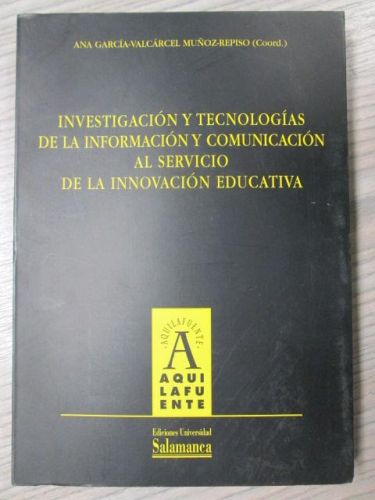 ANA GARCÍA-VALCÁRCEL MUÑOZ-REPISO (Coord.)
INVESTIGACIÓN Y TECNOLOGÍAS
DE LA INFORMACIÓN Y COMUNICACIÓN
AL SERVICIO
DE LA INNOVACIÓN EDUCATIVA
·AQUILAFUENTE·
A
AQUI
LAFU
ENTE
Ediciones Universidad
Salamanca